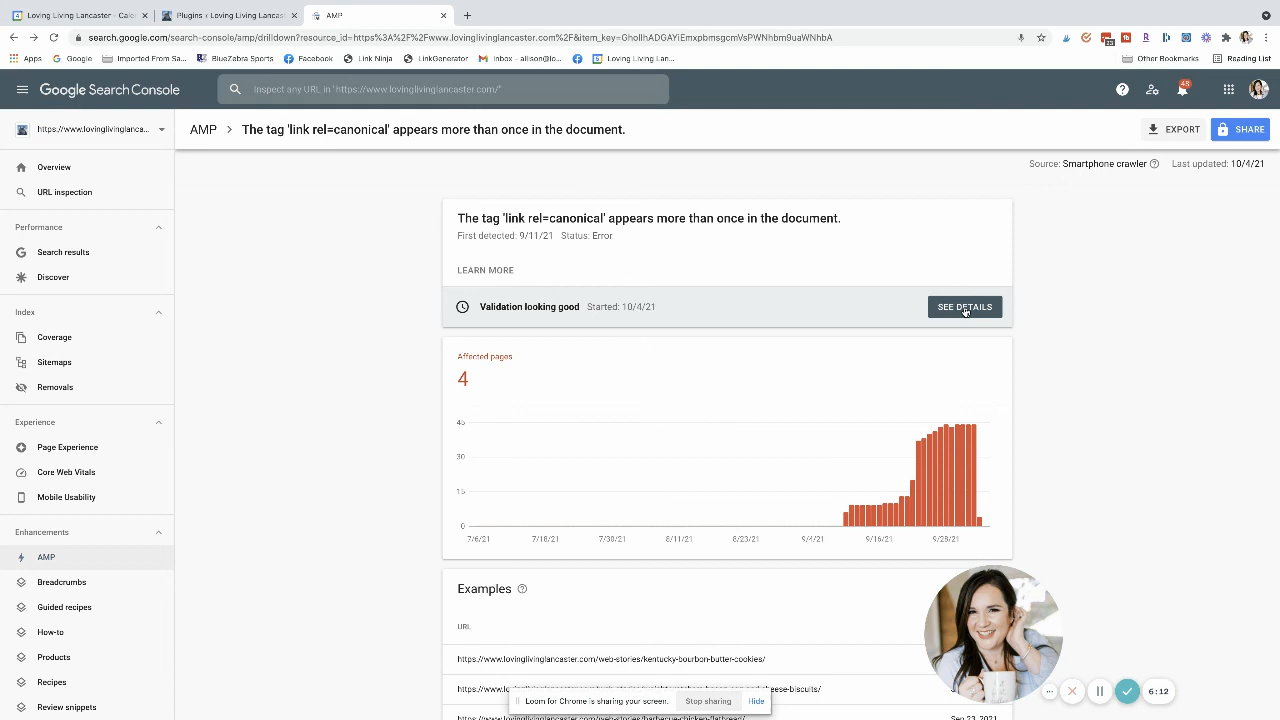 Loving Living Lancaster - Cale
Plugins ‹ Loving Living Lancast
AMP
search.google.com/search-console/amp/drilldown?resource_id=https%3A%2F%2Fwww.lovinglivinglancaster.com%2F&item_key=GholIhADGAYiEmxpbmsgcmVsPWNhbm9uaWNhbA
23
Apps
Google
Imported From Sa...
BlueZebra Sports
Facebook
Link Ninja
LinkGenerator
Inbox – allison@lo...
Loving Living Lan...
Other Bookmarks
Reading List
Google Search Console
Inspect any URL in "https://www.lovinglivinglancaster.com/"
48
https://www.lovinglivinglanca...
AMP > The tag 'link rel=canonical' appears more than once in the document.
EXPORT
SHARE
Source: Smartphone crawler
Last updated: 10/4/21
Overview
URL inspection
Performance
Search results
Discover
Index
Coverage
Sitemaps
Removals
Experience
Page Experience
Core Web Vitals
Mobile Usability
Enhancements
AMP
Breadcrumbs
Guided recipes
How-to
Products
Recipes
Review snippets
The tag 'link rel=canonical' appears more than once in the document.
First detected: 9/11/21 Status: Error
LEARN MORE
Validation looking good Started: 10/4/21
SEE DETAILS
Affected pages
4
45
30
15
0
7/6/21
7/18/21
7/30/21
8/11/21
8/23/21
9/4/21
9/16/21
9/28/21
Examples
URL
https://www.lovinglivinglancaster.com/web-stories/kentucky-bourbon-butter-cookies/
Loom for Chrome is sharing your screen.
Stop sharing
Hide
6:12